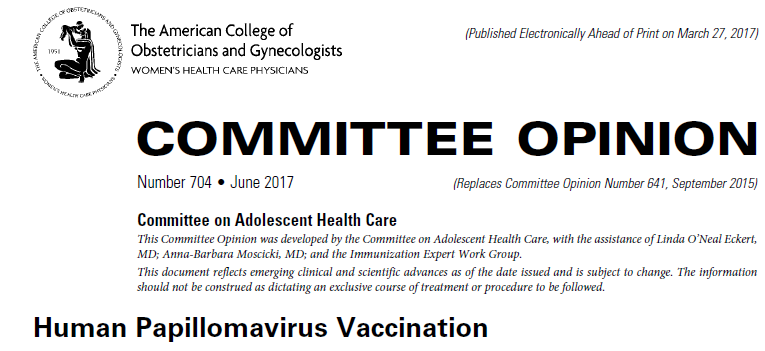 THE AMERICAN COLLEGE OF OBSTETRICIANS AND GYNECOLOGISTS
1951
WOMEN'S HEALTH CARE PHYSICIANS
The American College of
Obstetricians and Gynecologists
WOMEN'S HEALTH CARE PHYSICIANS
(Published Electronically Ahead of Print on March 27, 2017)
COMMITTEE OPINION
Number 704 • June 2017
(Replaces Committee Opinion Number 641, September 2015)
Committee on Adolescent Health Care
This Committee Opinion was developed by the Committee on Adolescent Health Care, with the assistance of Linda O'Neal Eckert,
MD; Anna-Barbara Moscicki, MD; and the Immunization Expert Work Group.
This document reflects emerging clinical and scientific advances as of the date issued and is subject to change. The information
should not be construed as dictating an exclusive course of treatment or procedure to be followed.
Human Papillomavirus Vaccination